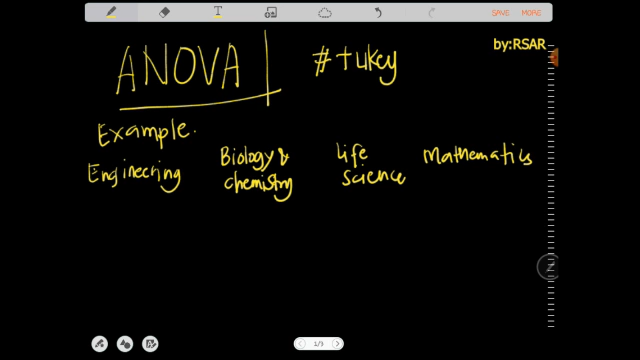 SAVE MORE
by:RSAR
ANOVA #tukey
Example.
Engineering Biology & chemistry Life science Mathematics
1/3